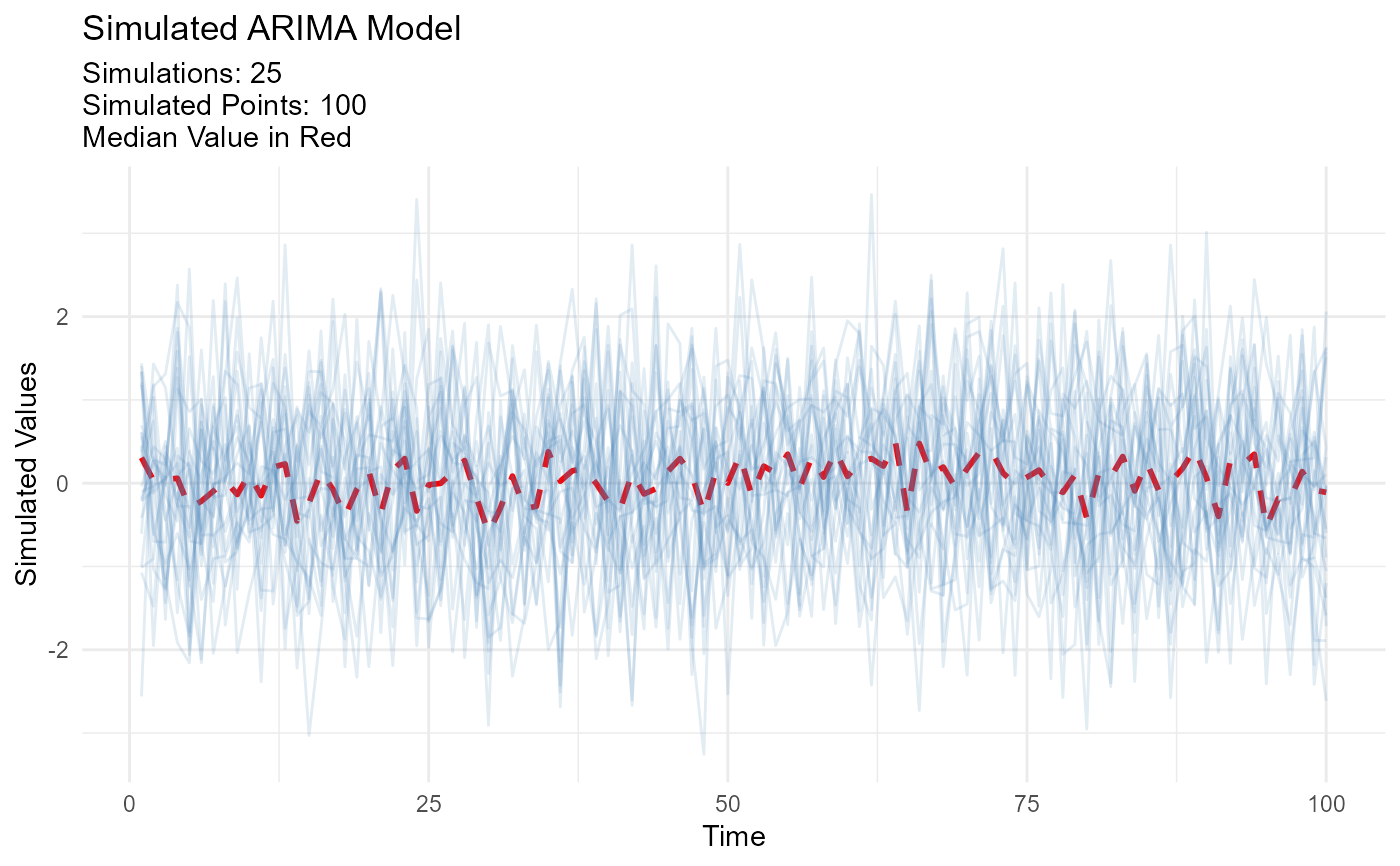 Simulated ARIMA Model
Simulations: 25
Simulated Points: 100
Median Value in Red
Simulated Values
2
0
-2
0
25
50
75
100
Time